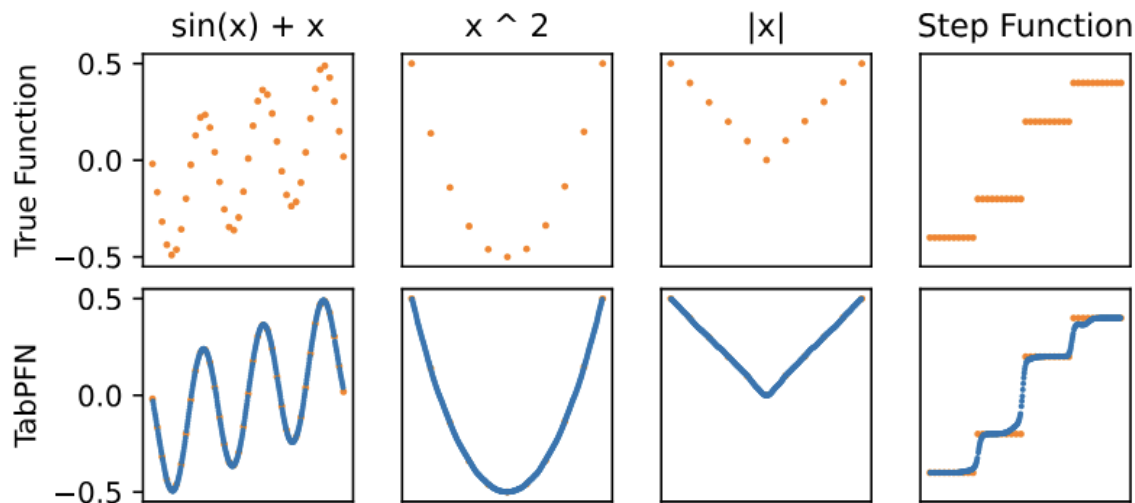 sin(x) + x
x ^ 2
|x|
Step Function
True Function
0.5
0.0
−0.5
TabPFN
0.5
0.0
−0.5